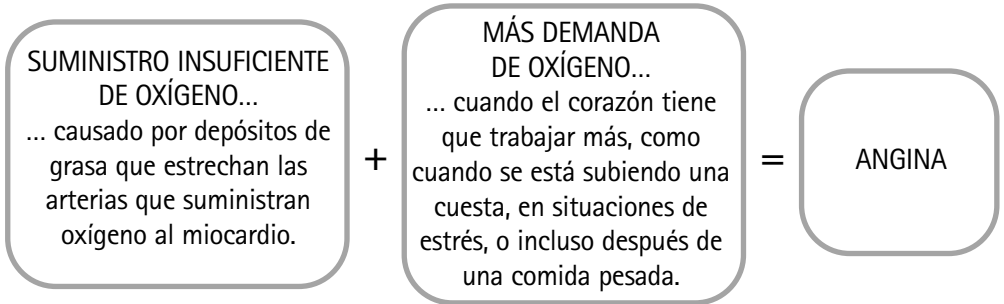 SUMINISTRO INSUFICIENTE
DE OXÍGENO...
... causado por depósitos de
grasa que estrechan las
arterias que suministran
oxígeno al miocardio.
+
MÁS DEMANDA
DE OXÍGENO...
... cuando el corazón tiene
que trabajar más, como
cuando se está subiendo una
cuesta, en situaciones de
estrés, o incluso después de
una comida pesada.
=
ANGINA